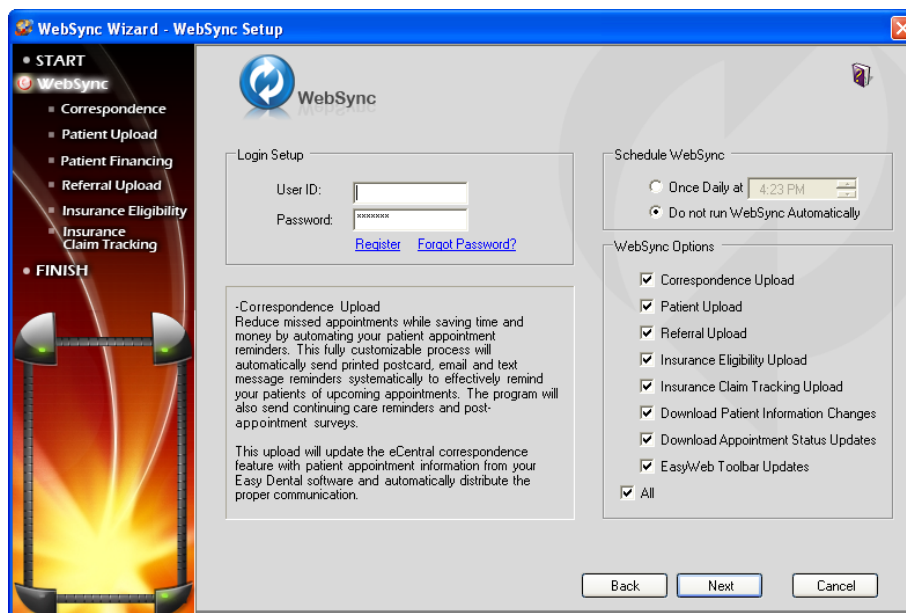 WebSync Wizard - WebSync Setup
START
WebSync
Correspondence
Patient Upload
Patient Financing
Referral Upload
Insurance Eligibility
Insurance
Claim Tracking
FINISH
WebSync
Login Setup
User ID:
Password:
*******
Register Forgot Password?
-Correspondence Upload
Reduce missed appointments while saving time and
money by automating your patient appointment
reminders. This fully customizable process will
automatically send printed postcard, email and text
message reminders systematically to effectively remind
your patients of upcoming appointments. The program will
also send continuing care reminders and post-
appointment surveys.
This upload will update the eCentral correspondence
feature with patient appointment information from your
Easy Dental software and automatically distribute the
proper communication.
Schedule WebSync
Once Daily at 4:23 PM
Do not run WebSync Automatically
WebSync Options
Correspondence Upload
Patient Upload
Referral Upload
Insurance Eligibility Upload
Insurance Claim Tracking Upload
Download Patient Information Changes
Download Appointment Status Updates
EasyWeb Toolbar Updates
All
Back Next Cancel